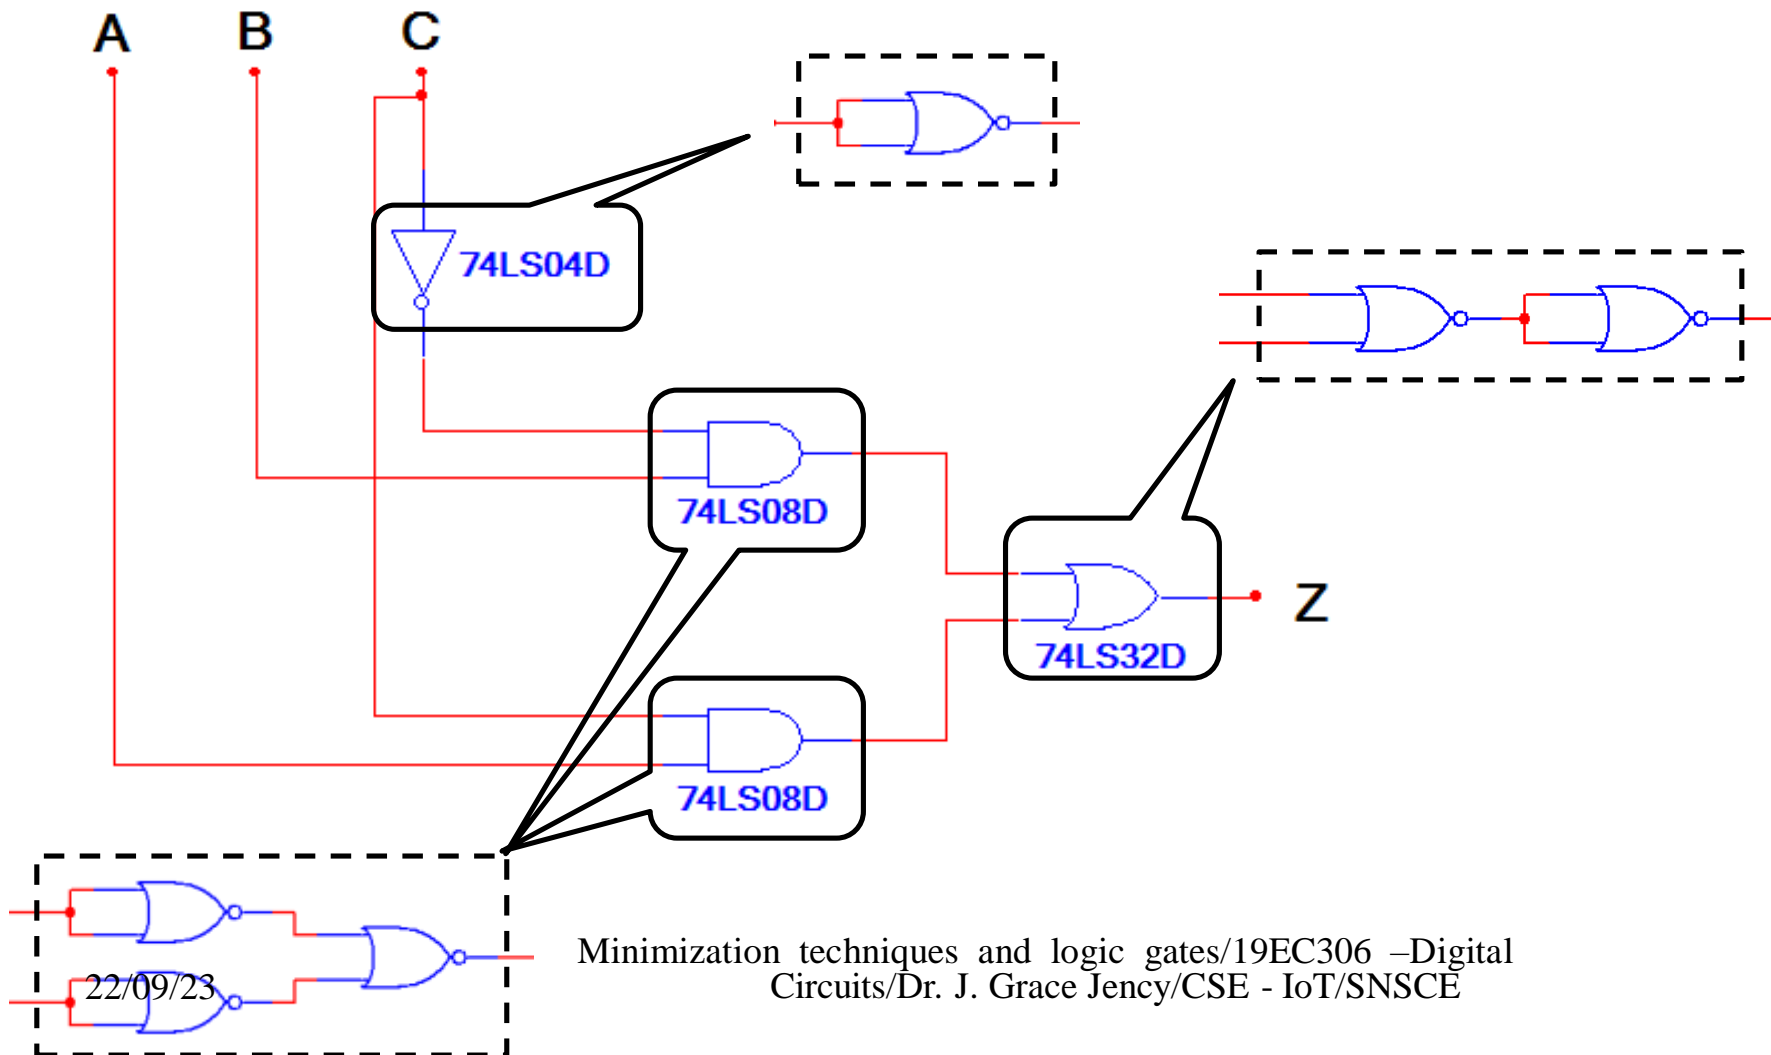 A B C
74LS04D
74LS08D
74LS32D
Z
74LS08D
Minimization techniques and logic gates/19EC306 –Digital
Circuits/Dr. J. Grace Jency/CSE - IoT/SNSCE
22/09/23